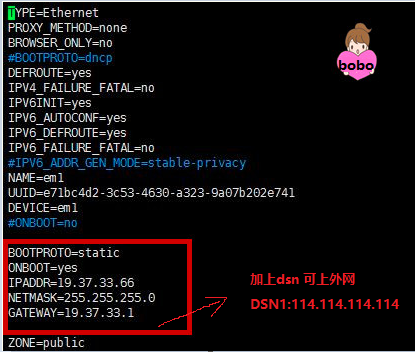 TYPE=Ethernet
PROXY_METHOD=none
BROWSER_ONLY=no
#BOOTPROTO=dncp
DEFROUTE=yes
IPV4_FAILURE_FATAL=no
IPV6INIT=yes
IPV6_AUTOCONF=yes
IPV6_DEFROUTE=yes
IPV6_FAILURE_FATAL=no
#IPV6_ADDR_GEN_MODE=stable-privacy
NAME=em1
UUID=e71bc4d2-3c53-4630-a323-9a07b202e741
DEVICE=em1
#ONBOOT=no
BOOTPROTO=static
ONBOOT=yes
IPADDR=19.37.33.66
NETMASK=255.255.255.0
GATEWAY=19.37.33.1
ZONE=public
bobo
加上dsn 可上外网
DSN1:114.114.114.114